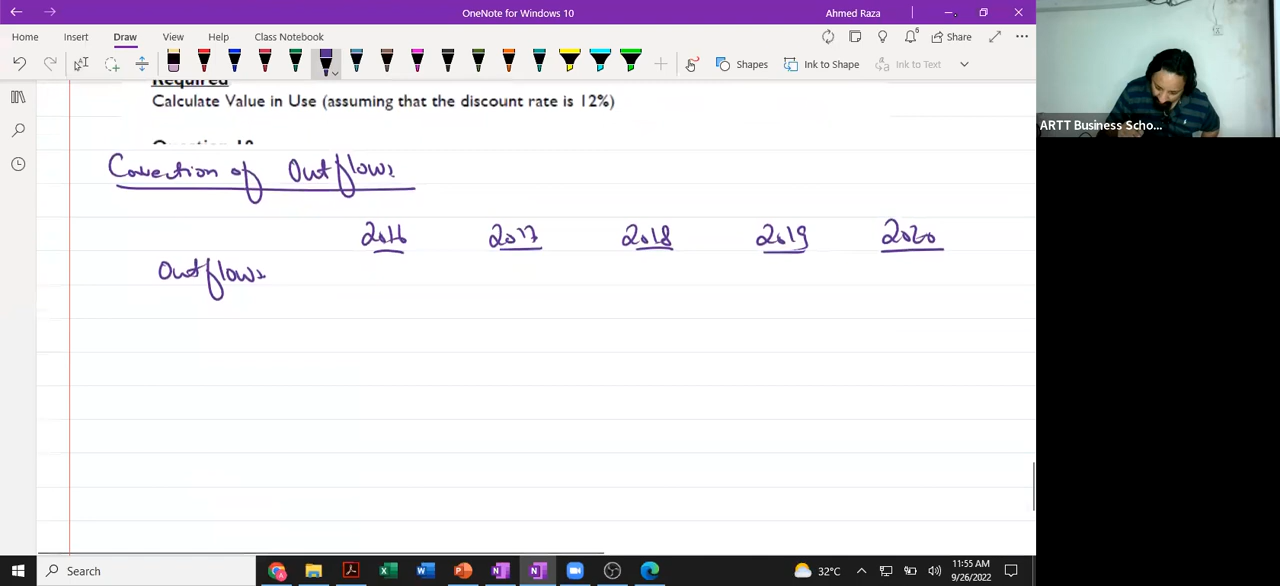 OneNote for Windows 10
Ahmed Raza
Home Insert Draw View Help Class Notebook
Share
Shapes Ink to Shape Ink to Text
Required
Calculate Value in Use (assuming that the discount rate is 12%)
Outflows
of
2016 2017 2018 2019 2020
Outflows
ARTT Business Scho...
Search
32°C
11:55 AM
9/26/2022